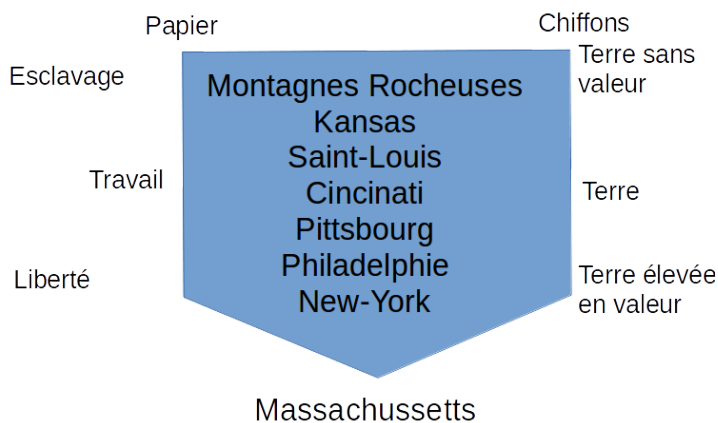 Papier
Chiffons
Esclavage
Terre sans
valeur
Montagnes Rocheuses
Kansas
Saint-Louis
Travail
Cincinati
Terre
Pittsbourg
Philadelphie
Liberté
Terre élevée
en valeur
New-York
Massachussetts